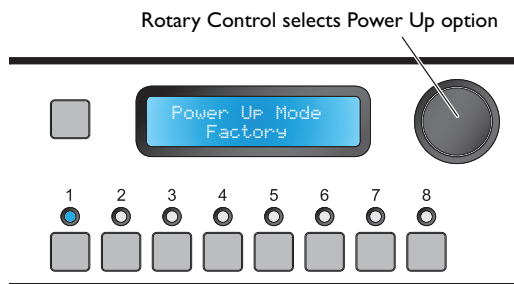 Rotary Control selects Power Up option
Power Up Mode
Factory
1 2 3 4 5 6 7 8